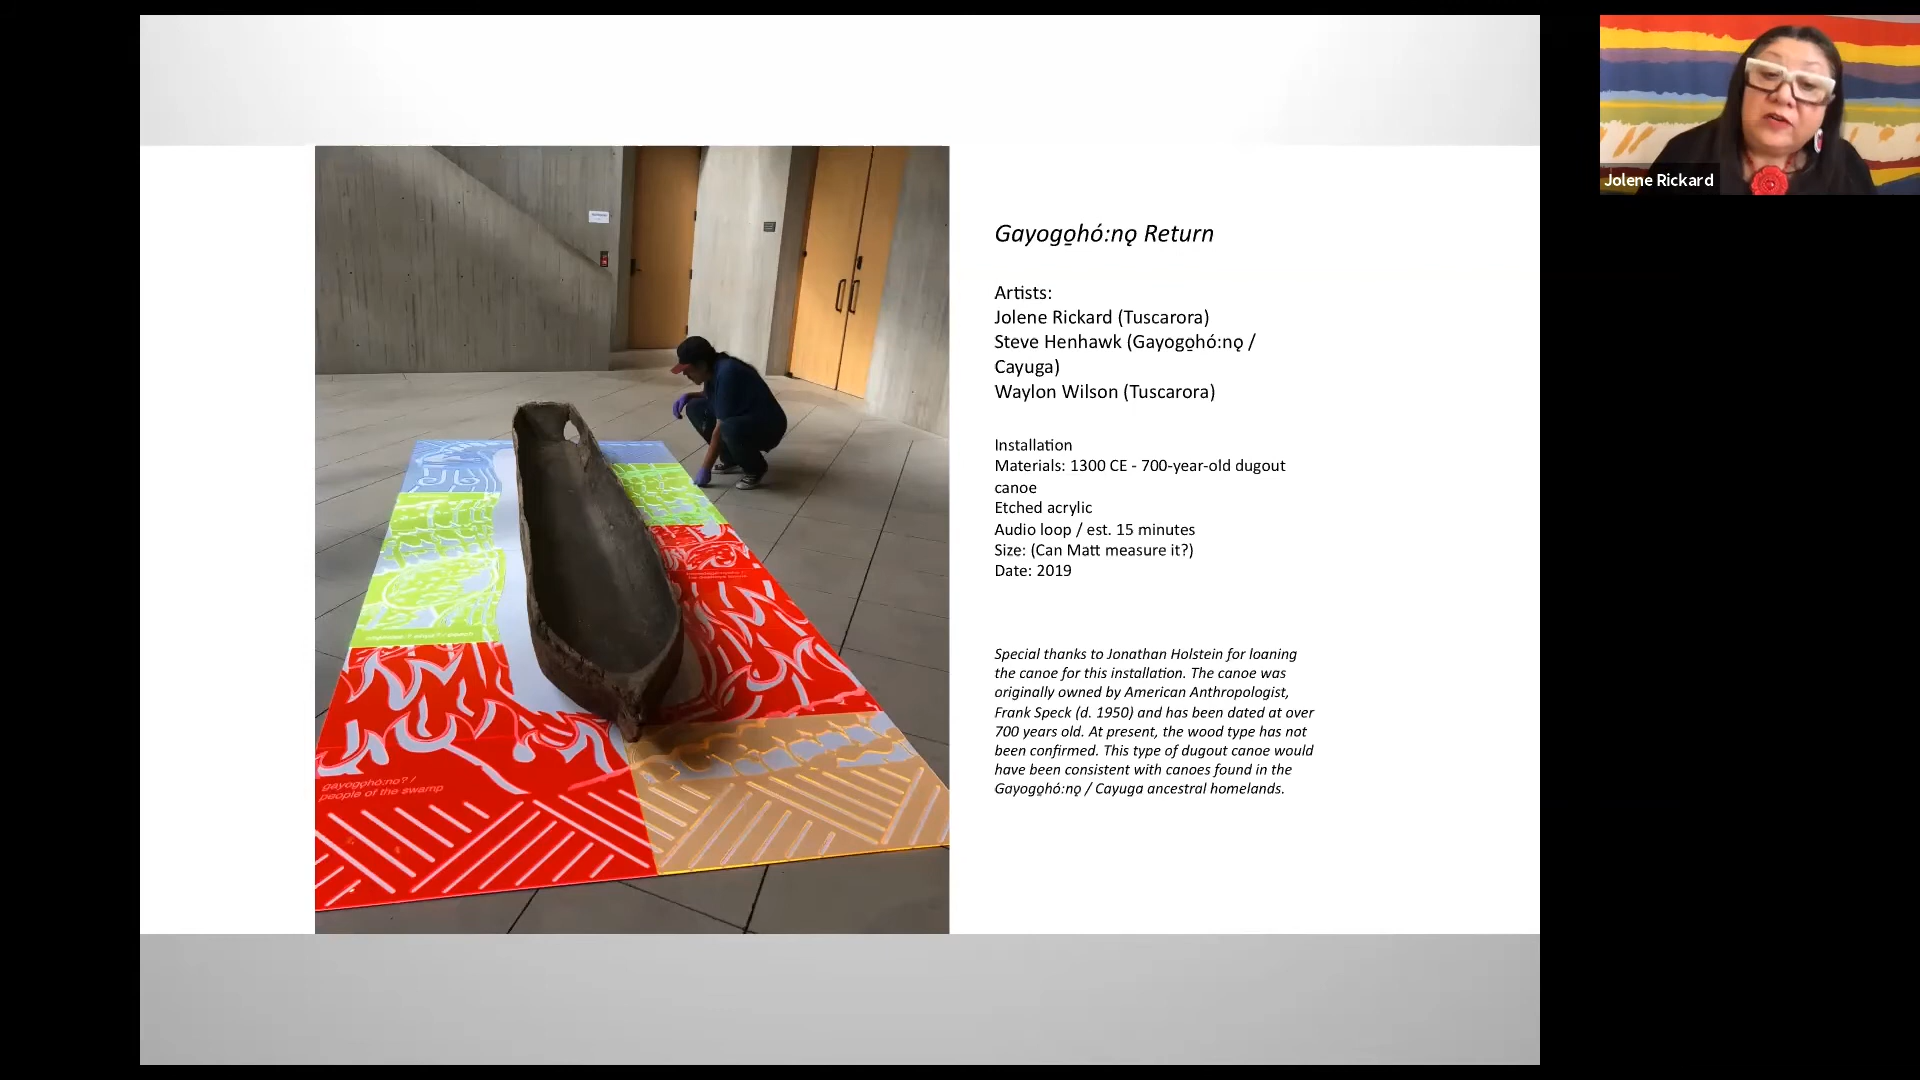 Gayogo̱hó:nǫ Return
Artists:
Jolene Rickard (Tuscarora)
Steve Henhawk (Gayogo̱hó:nǫ /
Cayuga)
Waylon Wilson (Tuscarora)
Installation
Materials: 1300 CE - 700-year-old dugout
canoe
Etched acrylic
Audio loop / est. 15 minutes
Size: (Can Matt measure it?)
Date: 2019
Special thanks to Jonathan Holstein for loaning
the canoe for this installation. The canoe was
originally owned by American Anthropologist,
Frank Speck (d. 1950) and has been dated at over
700 years old. At present, the wood type has not
been confirmed. This type of dugout canoe would
have been consistent with canoes found in the
Gayogo̱hó:nǫ / Cayuga ancestral homelands.
gayogo̱hó:nǫ? /
people of the swamp
Jolene Rickard